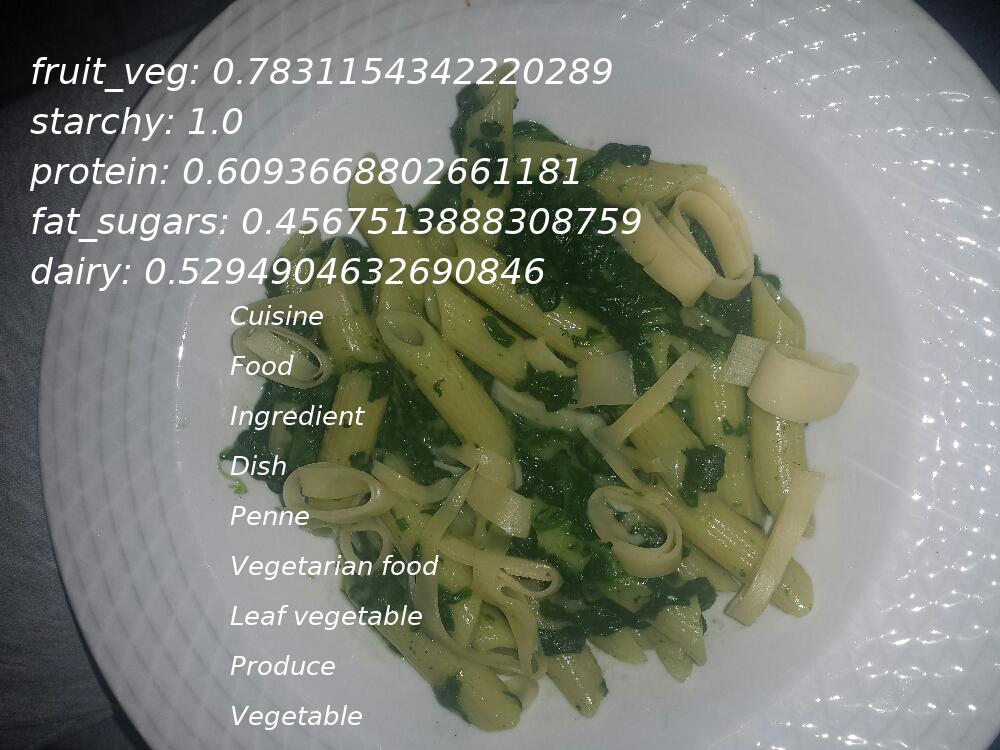 fruit_veg: 0.7831154342220289
starchy: 1.0
protein: 0.6093668802661181
fat_sugars: 0.4567513888308759
dairy: 0.5294904632690846
Cuisine
Food
Ingredient
Dish
Penne
Vegetarian food
Leaf vegetable
Produce
Vegetable